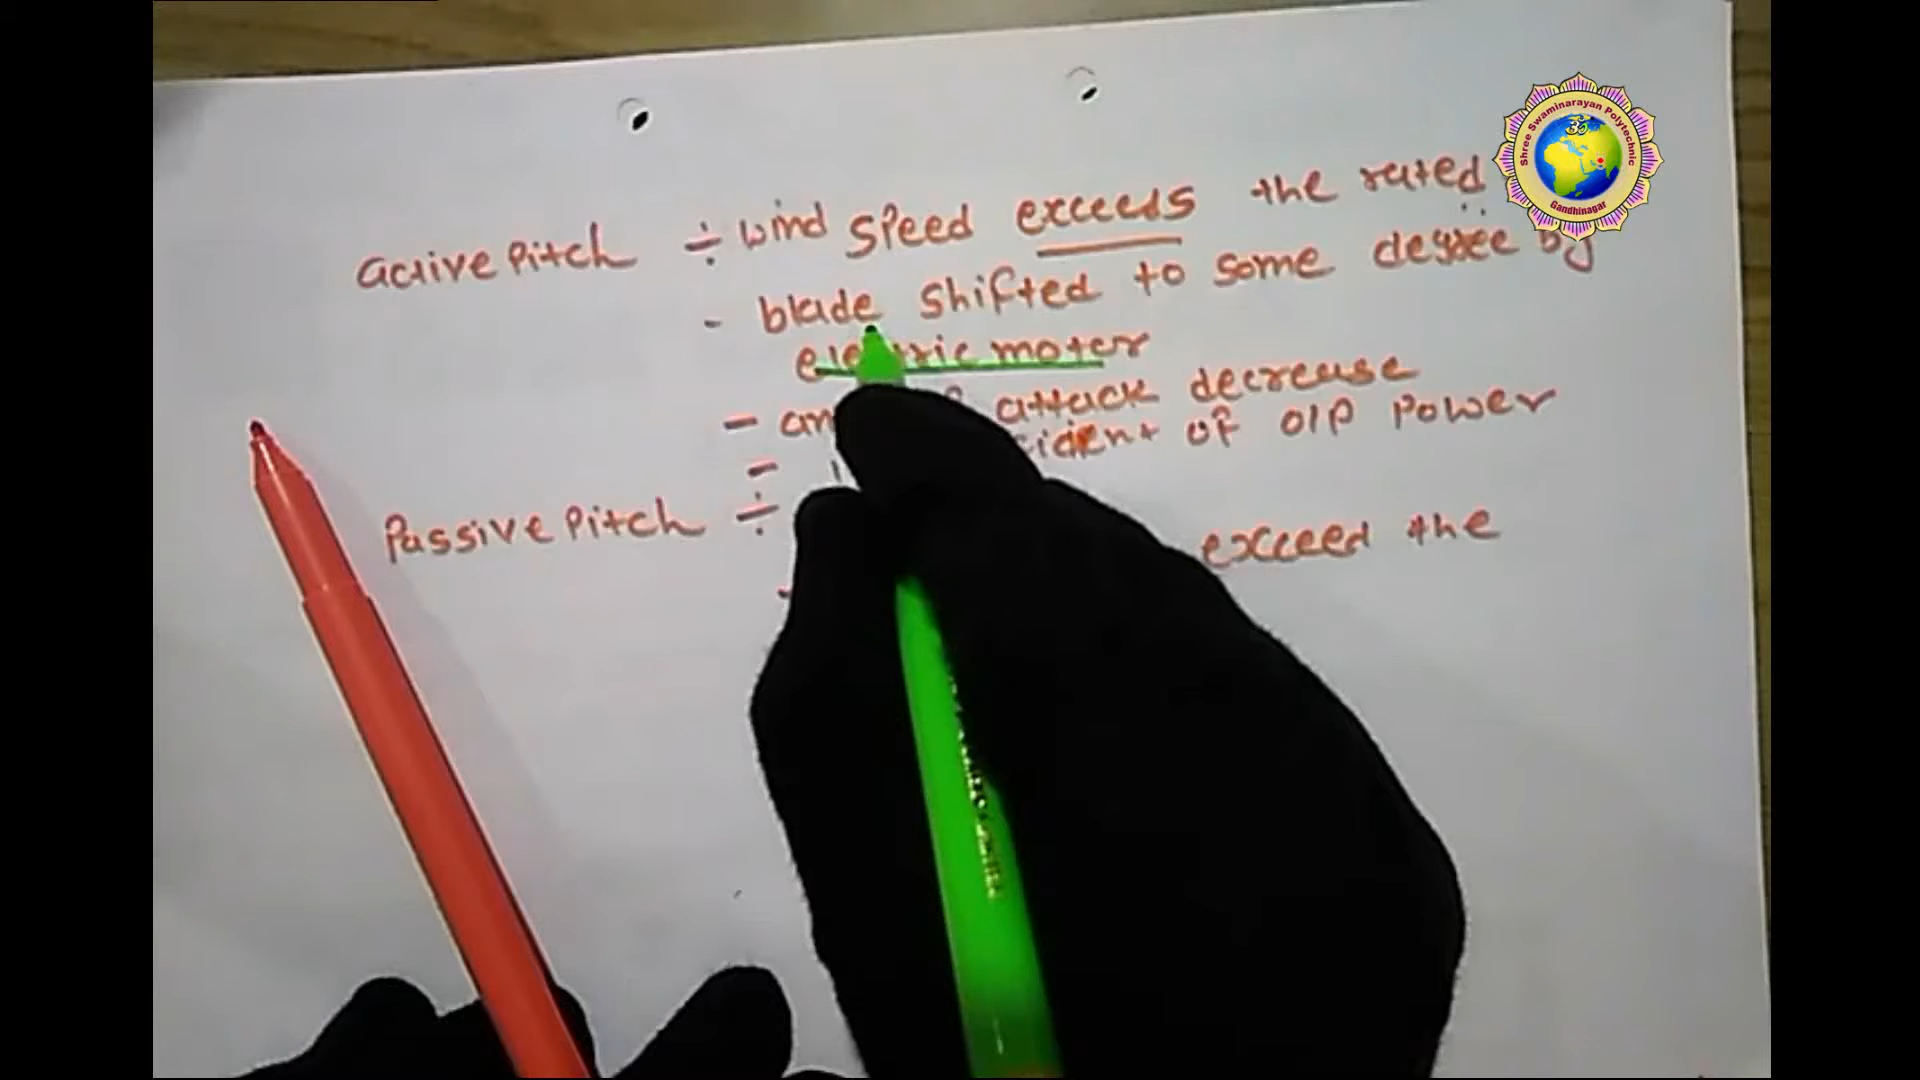 active Pitch ÷ wind speed exceeds the rated
- blade shifted to some degree by
electric motor
- attack decrease
- of O/P Power
Passive Pitch ÷ exceed the
-
Shree Swaminarayan Polytechnic
ॐ
Gandhinagar